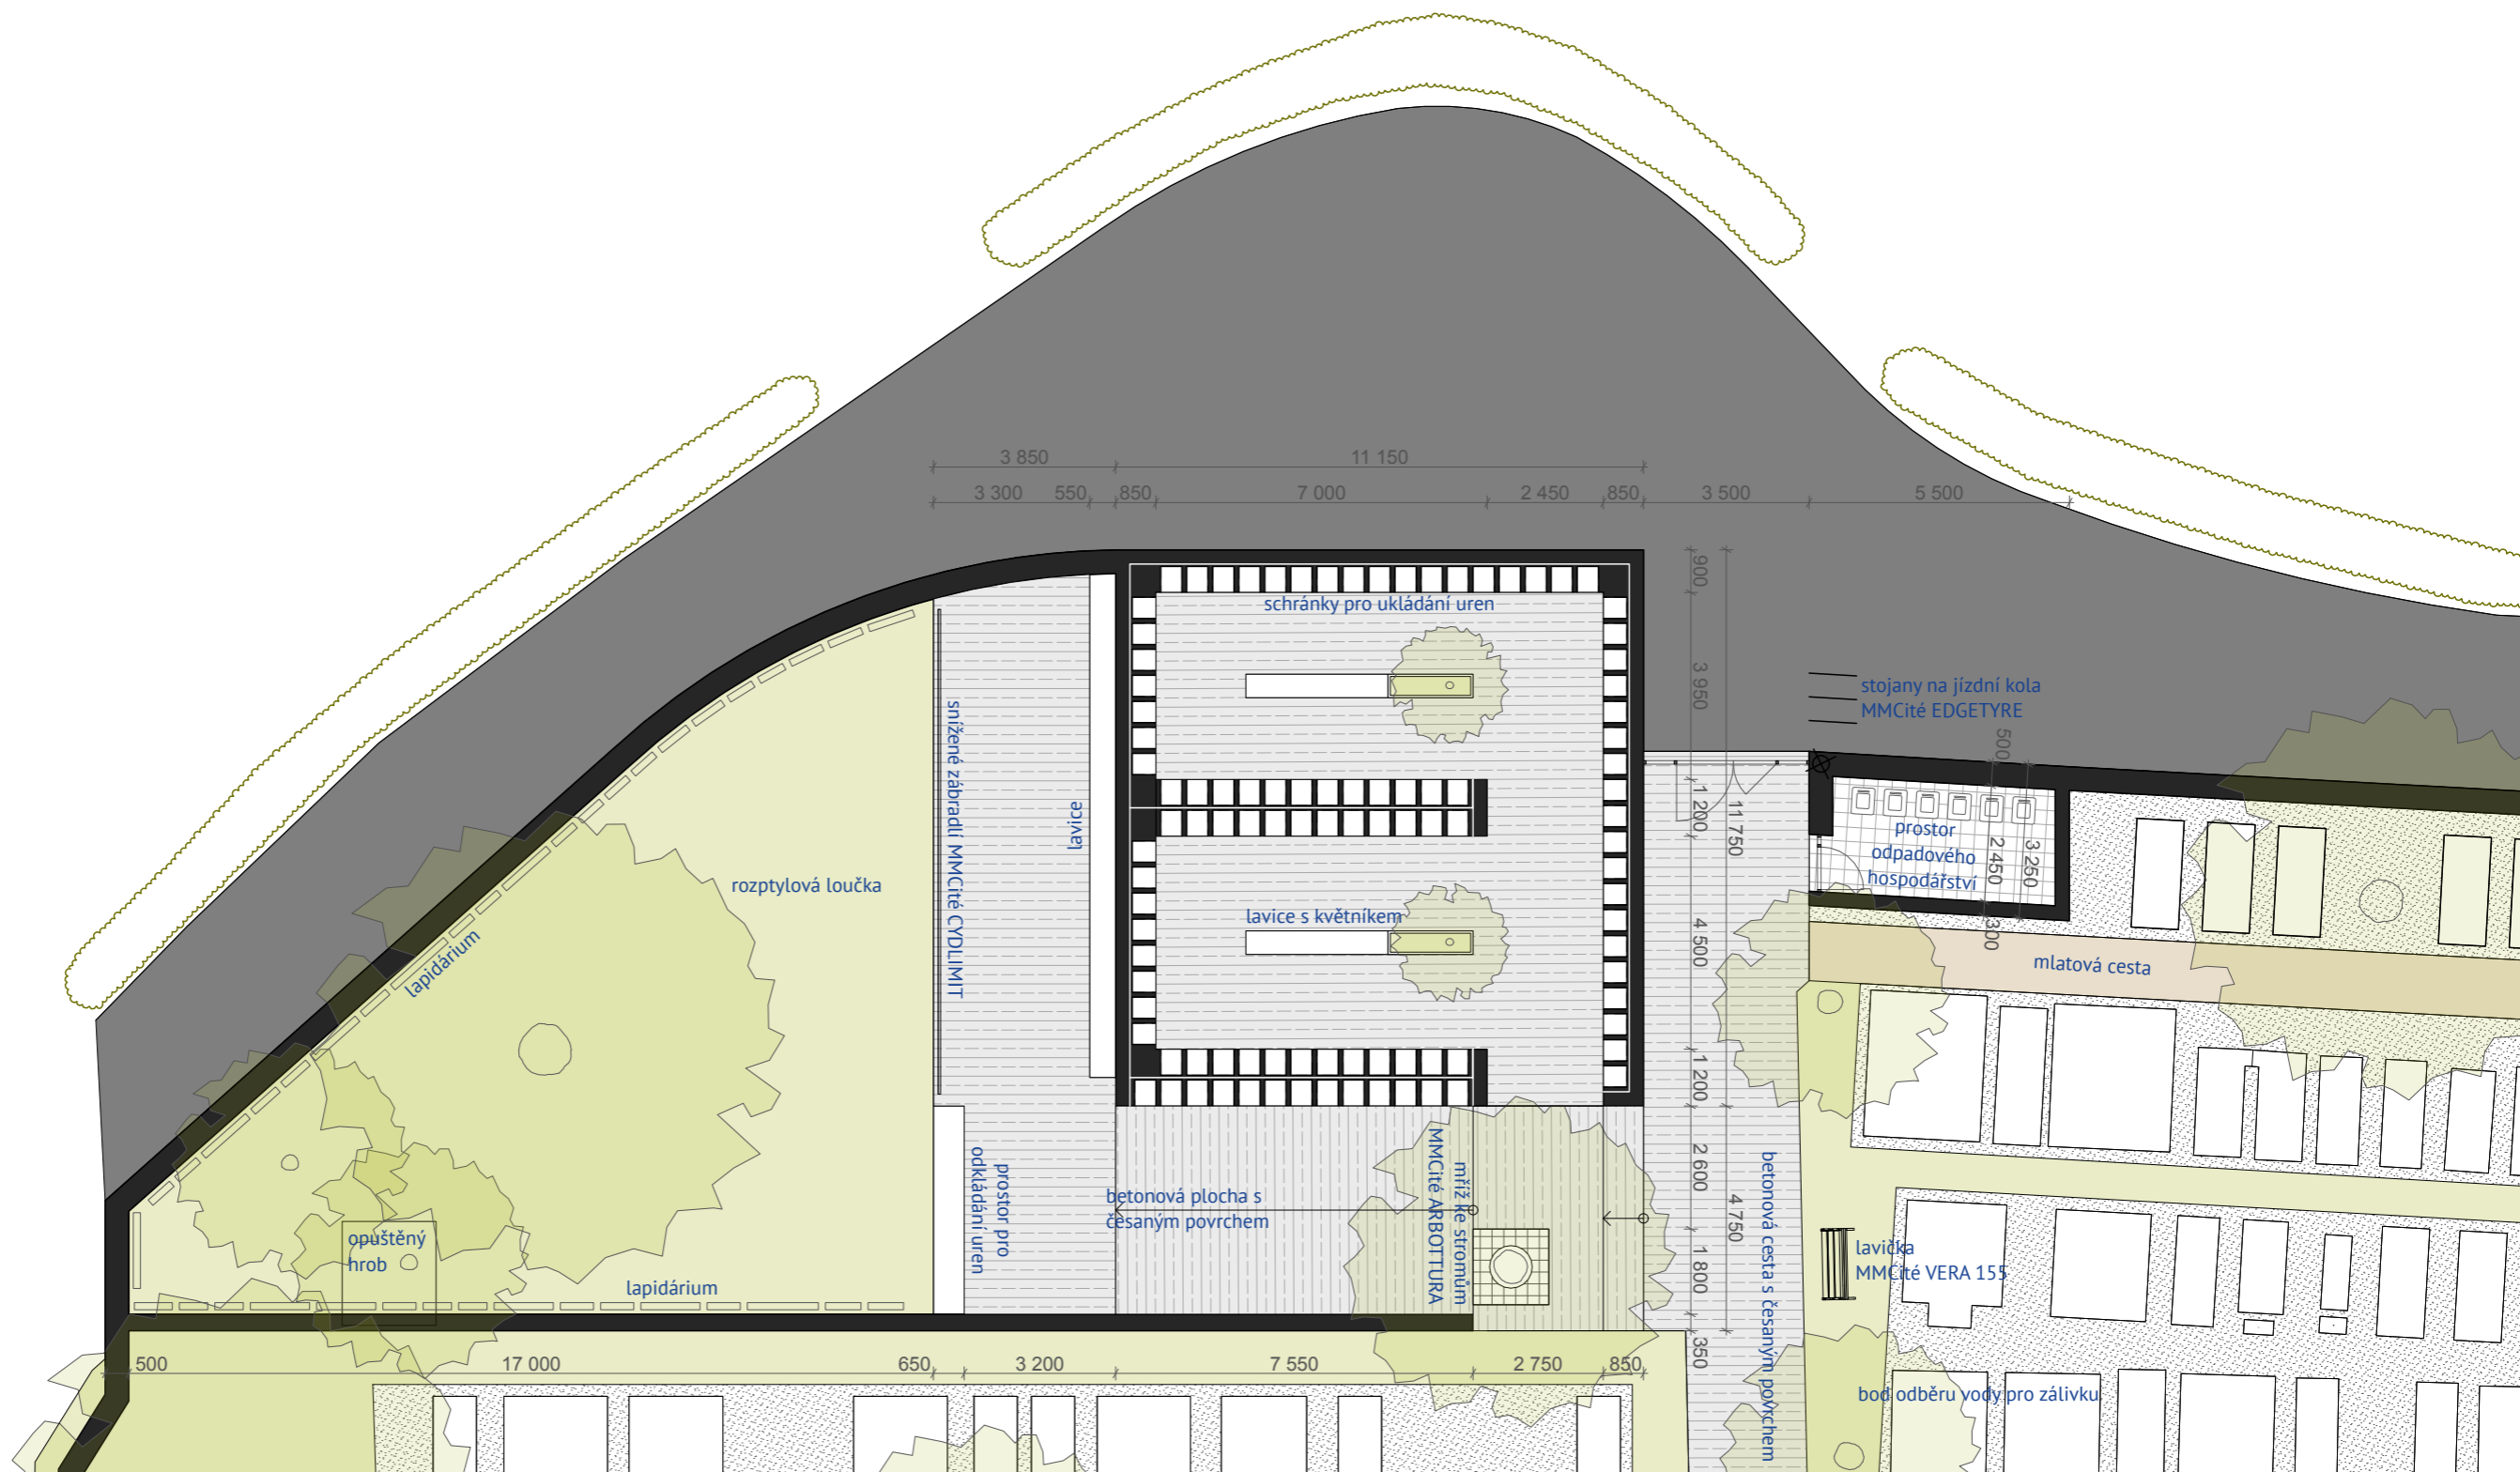 3 850
11 150
3 300
550
850
7 000
2 450
850
3 500
5 500
900
3 950
1 200
11 750
4 500
1 200
2 600
4 750
1 800
350
schránky pro ukládání uren
stojany na jízdní kola
MMCité EDGETYRE
500
prostor
odpadového
hospodářství
2 450
3 250
300
snížené zábradlí MMCité CYDLIMIT
lavice
rozptylová loučka
lavice s květníkem
lapidárium
mlatová cesta
prostor pro
odkládání uren
betonová plocha s
česaným povrchem
mříž ke stromům
MMCité ARBOTTURA
betonová cesta s česaným povrchem
opuštěný
hrob
lapidárium
lavička
MMCité VERA 155
500
17 000
650
3 200
7 550
2 750
850
bod odběru vody pro zálivku